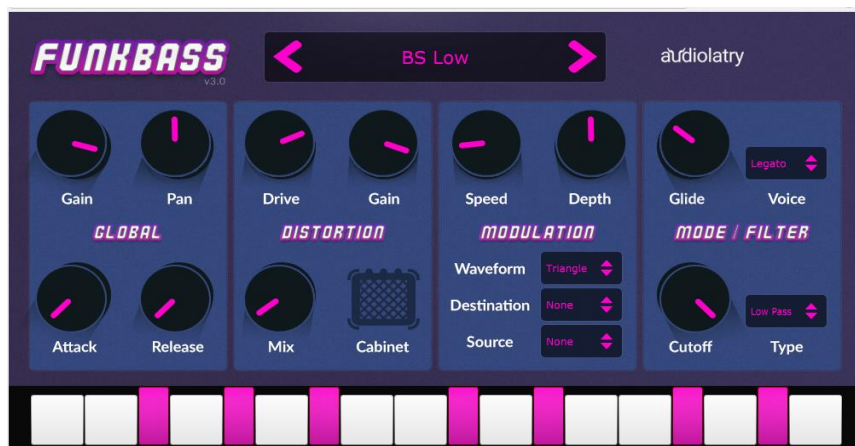 FUNKBASS
v3.0
BS Low
audiolatry
Gain Pan
Drive Gain
Speed Depth
Legato
Glide Voice
GLOBAL
DISTORTION
MODULATION
MODE / FILTER
Waveform Triangle
Destination None
Source None
Low Pass
Attack Release
Mix Cabinet
Cutoff Type